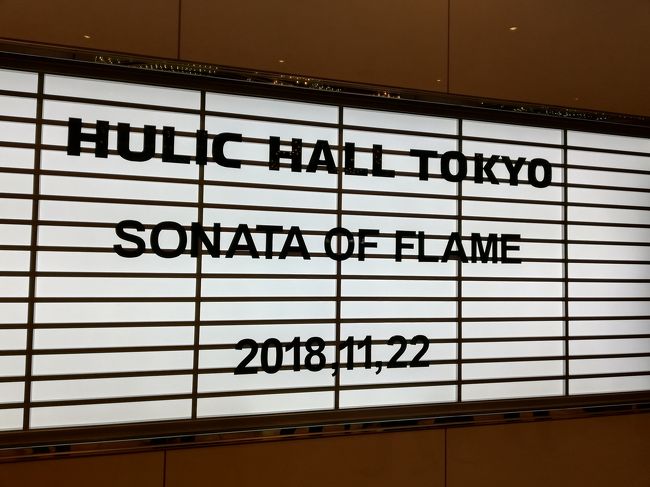 HULIC HALL TOKYO
SONATA OF FLAME
2018,11,22